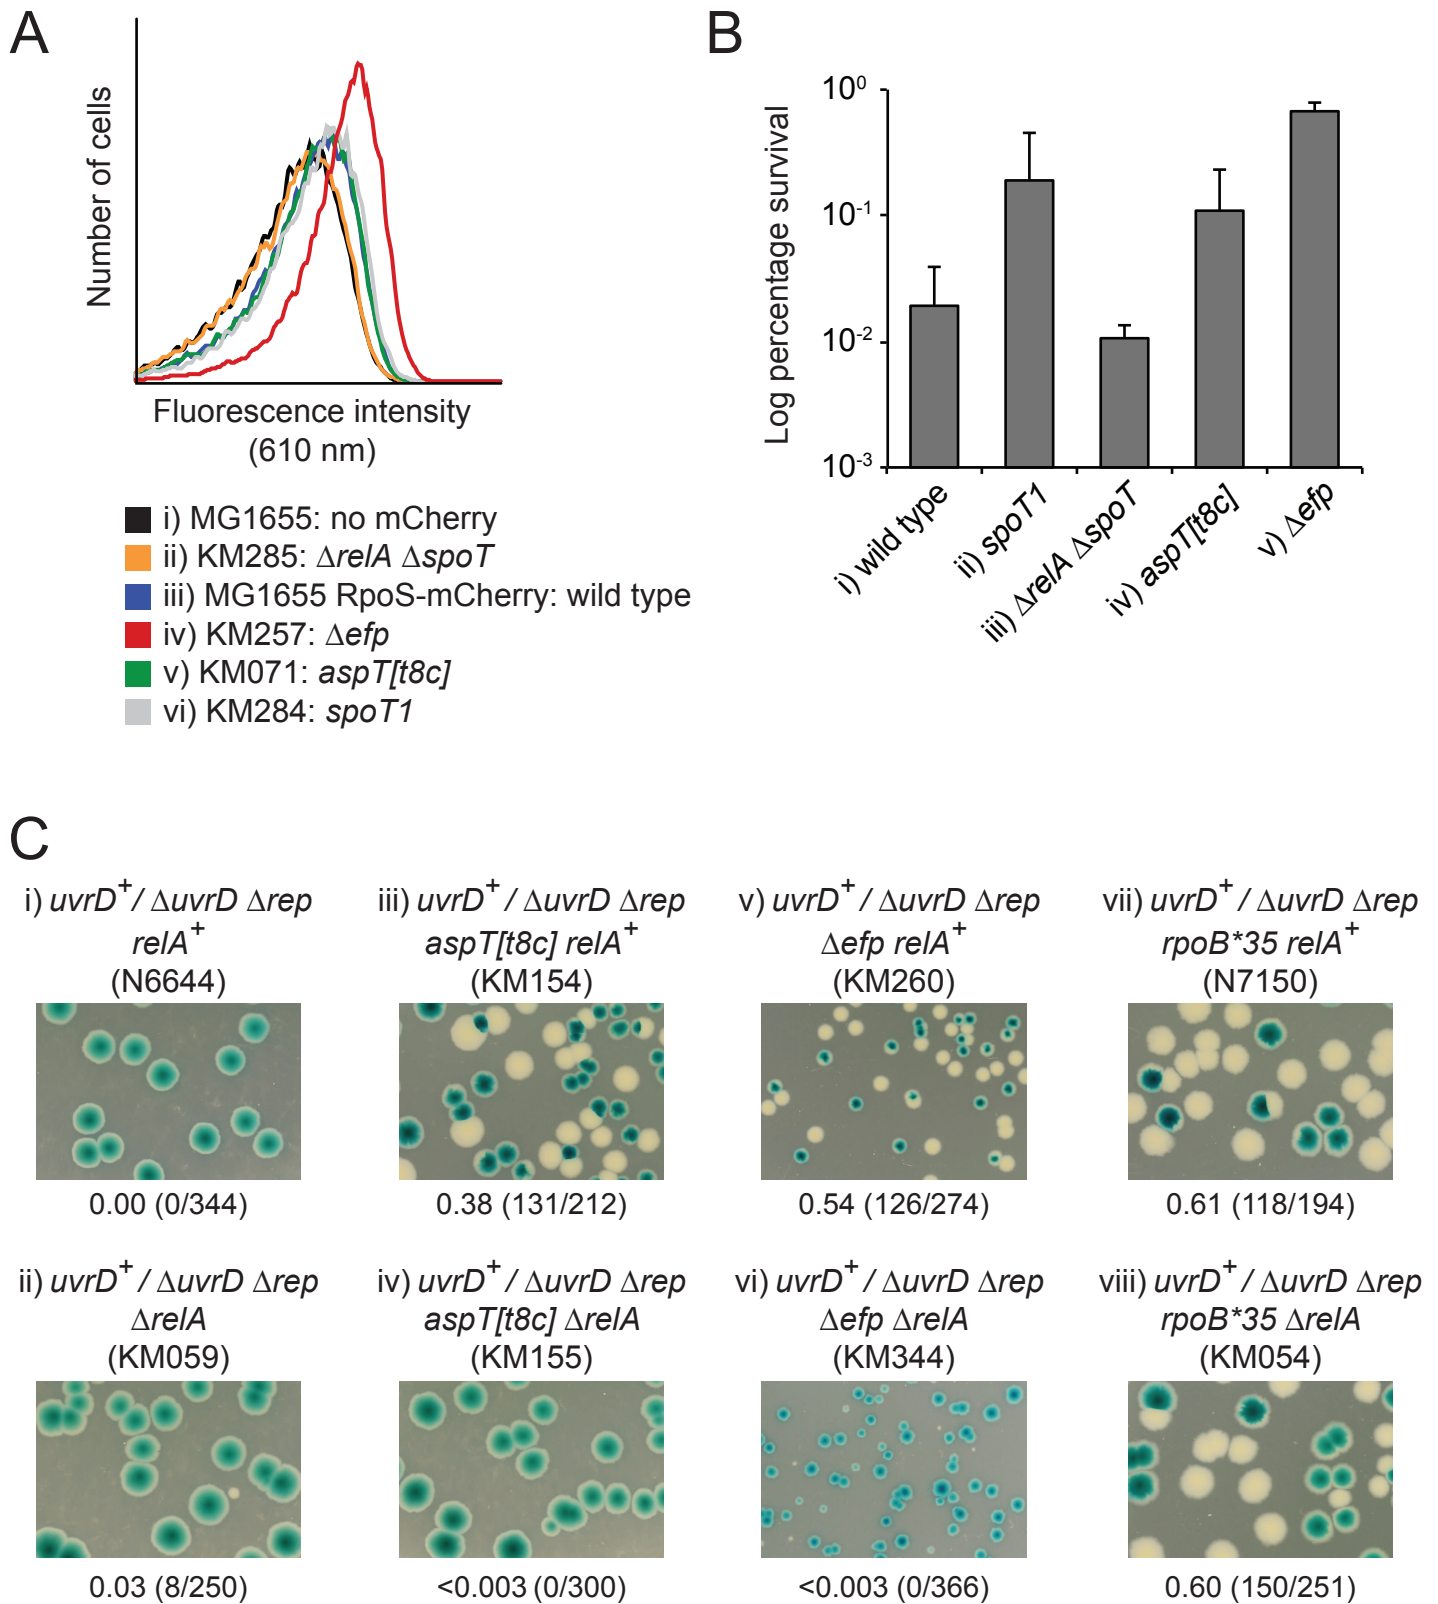 A
Number of cells
Fluorescence intensity
(610 nm)
i) MG1655: no mCherry
ii) KM285: ΔrelA ΔspoT
iii) MG1655 RpoS-mCherry: wild type
iv) KM257: Δefp
v) KM071: aspT[t8c]
vi) KM284: spoT1
B
Log percentage survival
10⁰
10⁻¹
10⁻²
10⁻³
i) wild type
ii) spoT1
iii) ΔrelA ΔspoT
iv) aspT[t8c]
v) Δefp
C
i) uvrD⁺ / ΔuvrD Δrep
relA⁺
(N6644)
0.00 (0/344)
iii) uvrD⁺ / ΔuvrD Δrep
aspT[t8c] relA⁺
(KM154)
0.38 (131/212)
v) uvrD⁺ / ΔuvrD Δrep
Δefp relA⁺
(KM260)
0.54 (126/274)
vii) uvrD⁺ / ΔuvrD Δrep
rpoB*35 relA⁺
(N7150)
0.61 (118/194)
ii) uvrD⁺ / ΔuvrD Δrep
ΔrelA
(KM059)
0.03 (8/250)
iv) uvrD⁺ / ΔuvrD Δrep
aspT[t8c] ΔrelA
(KM155)
<0.003 (0/300)
vi) uvrD⁺ / ΔuvrD Δrep
Δefp ΔrelA
(KM344)
<0.003 (0/366)
viii) uvrD⁺ / ΔuvrD Δrep
rpoB*35 ΔrelA
(KM054)
0.60 (150/251)